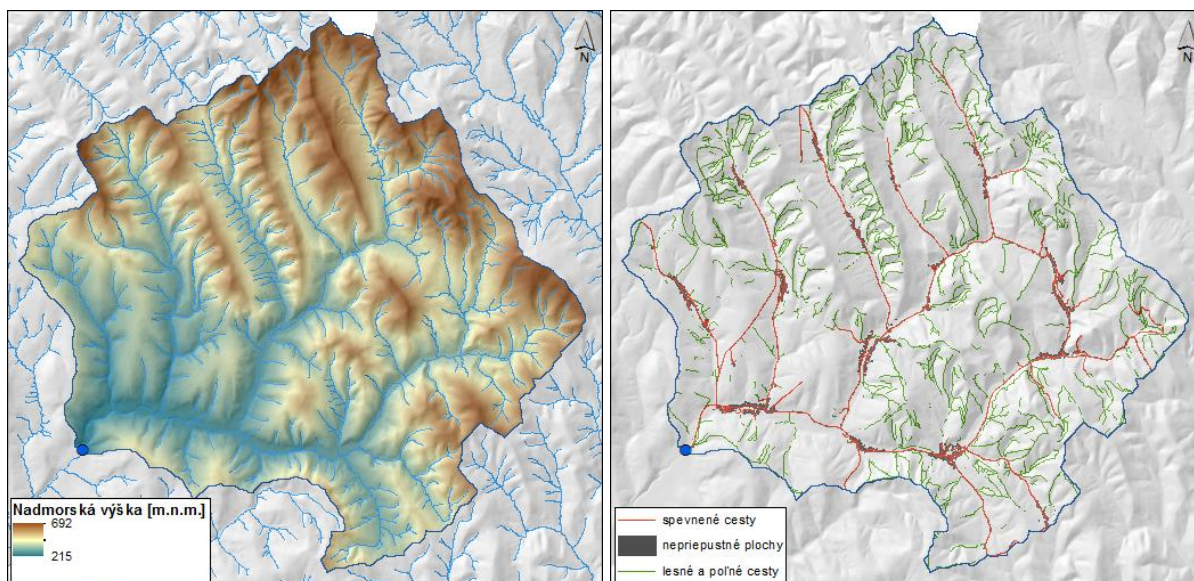 N
Nadmorská výška [m.n.m.]
692
215
N
spevnené cesty
nepriepustné plochy
lesné a poľné cesty